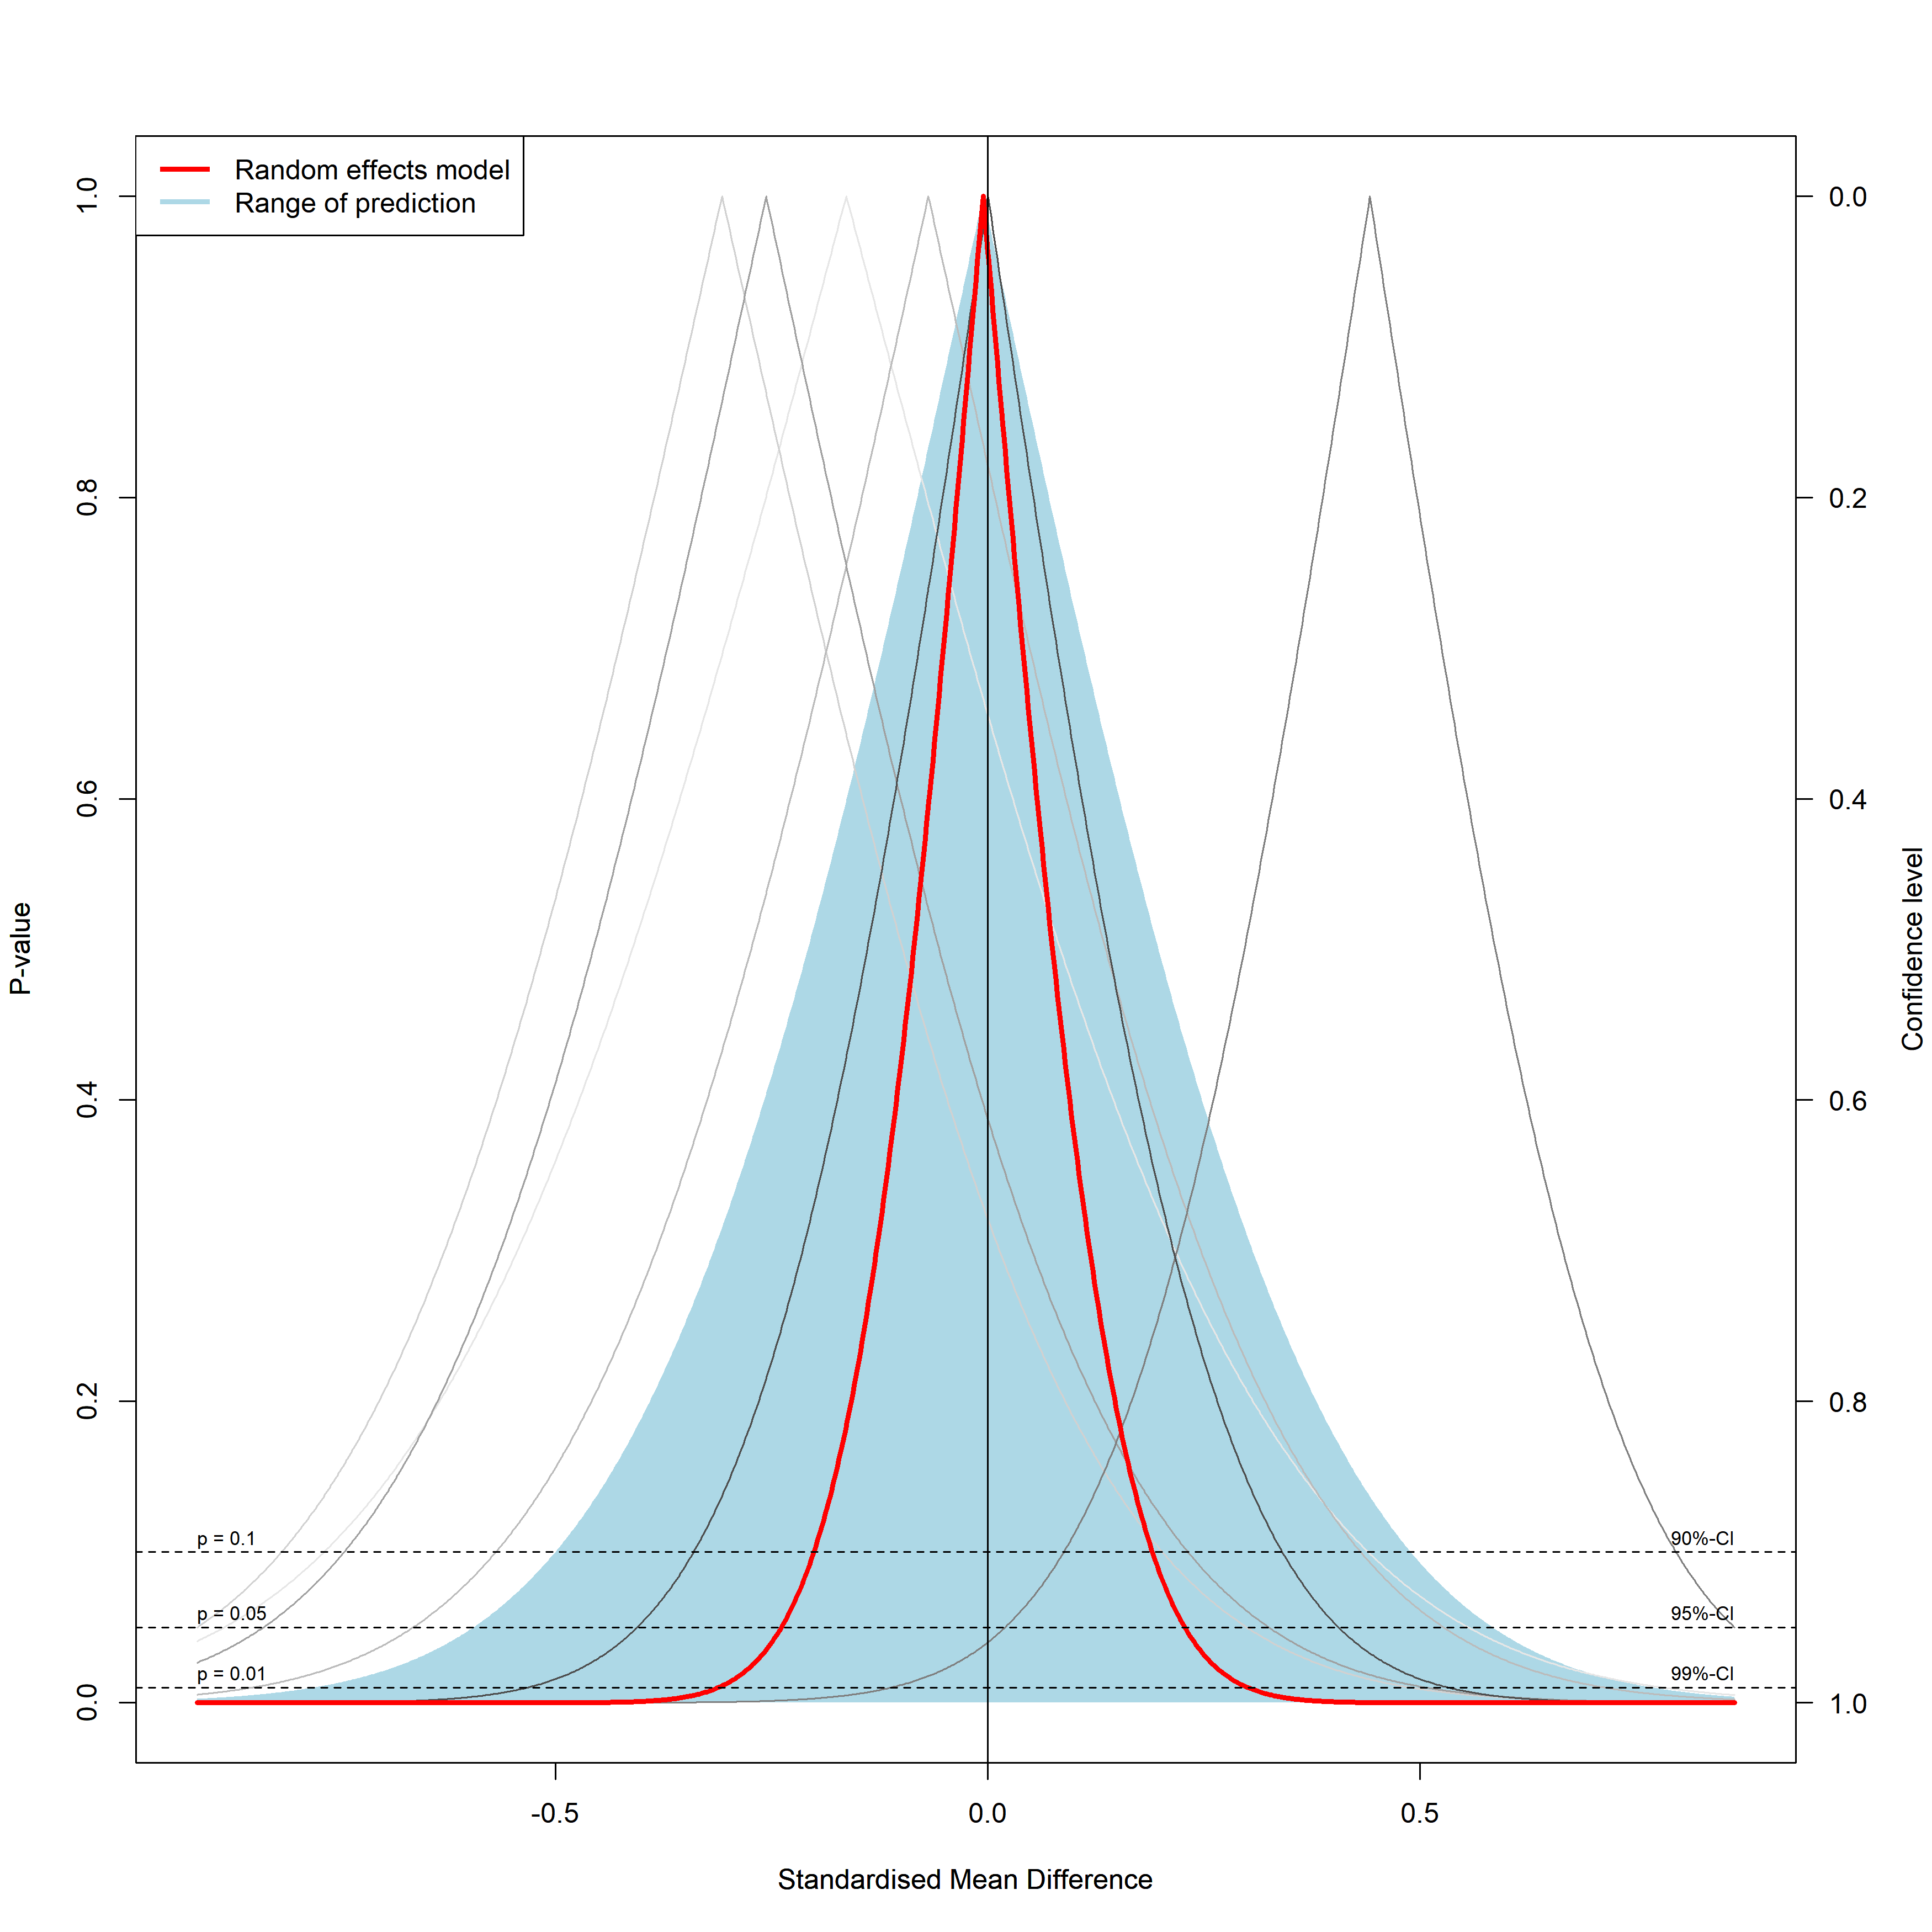 Random effects model
Range of prediction
1.0
0.8
0.6
0.4
0.2
0.0
P-value
0.0
0.2
0.4
0.6
0.8
1.0
Confidence level
p = 0.1
90%-CI
p = 0.05
95%-CI
p = 0.01
99%-CI
-0.5
0.0
0.5
Standardised Mean Difference